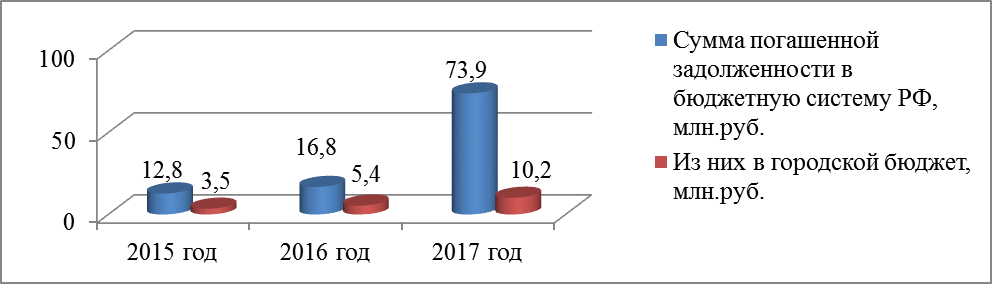 100
50
0
12,8
3,5
16,8
5,4
73,9
10,2
2015 год
2016 год
2017 год
Сумма погашенной
задолженности в
бюджетную систему РФ,
млн.руб.
Из них в городской бюджет,
млн.руб.